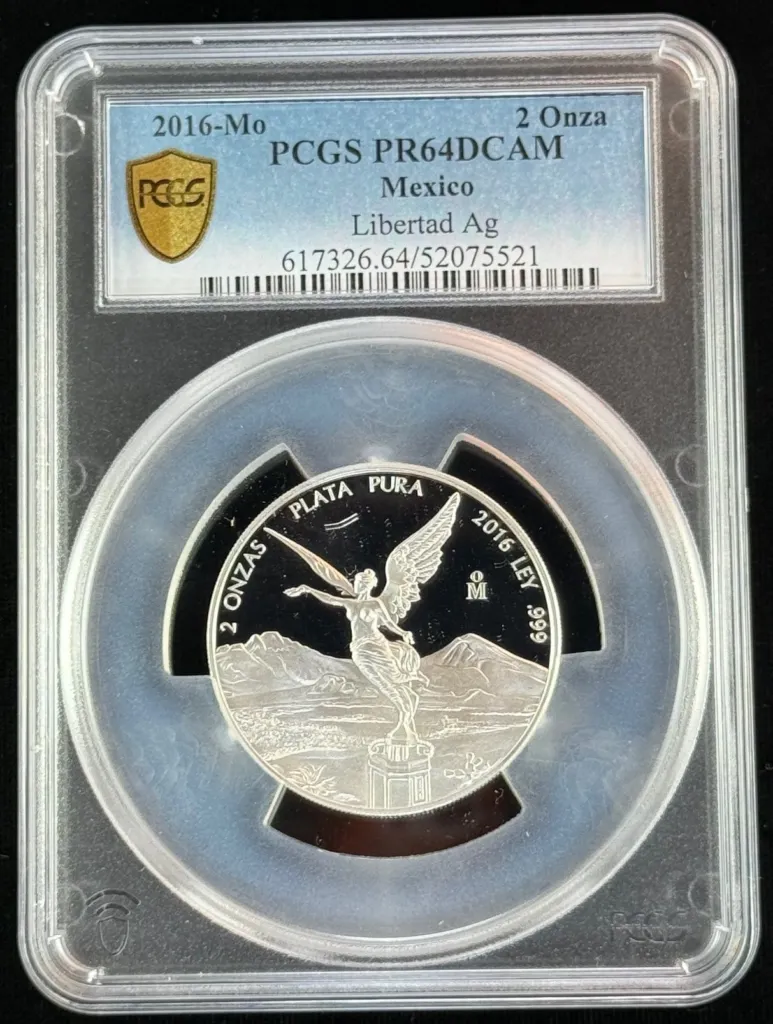 2016-Mo 2 Onza
PCGS PR64DCAM
PCGS
Mexico
Libertad Ag
617326.64/52075521
2 ONZAS PLATA PURA 2016 LEY .999
o
M
PCGS